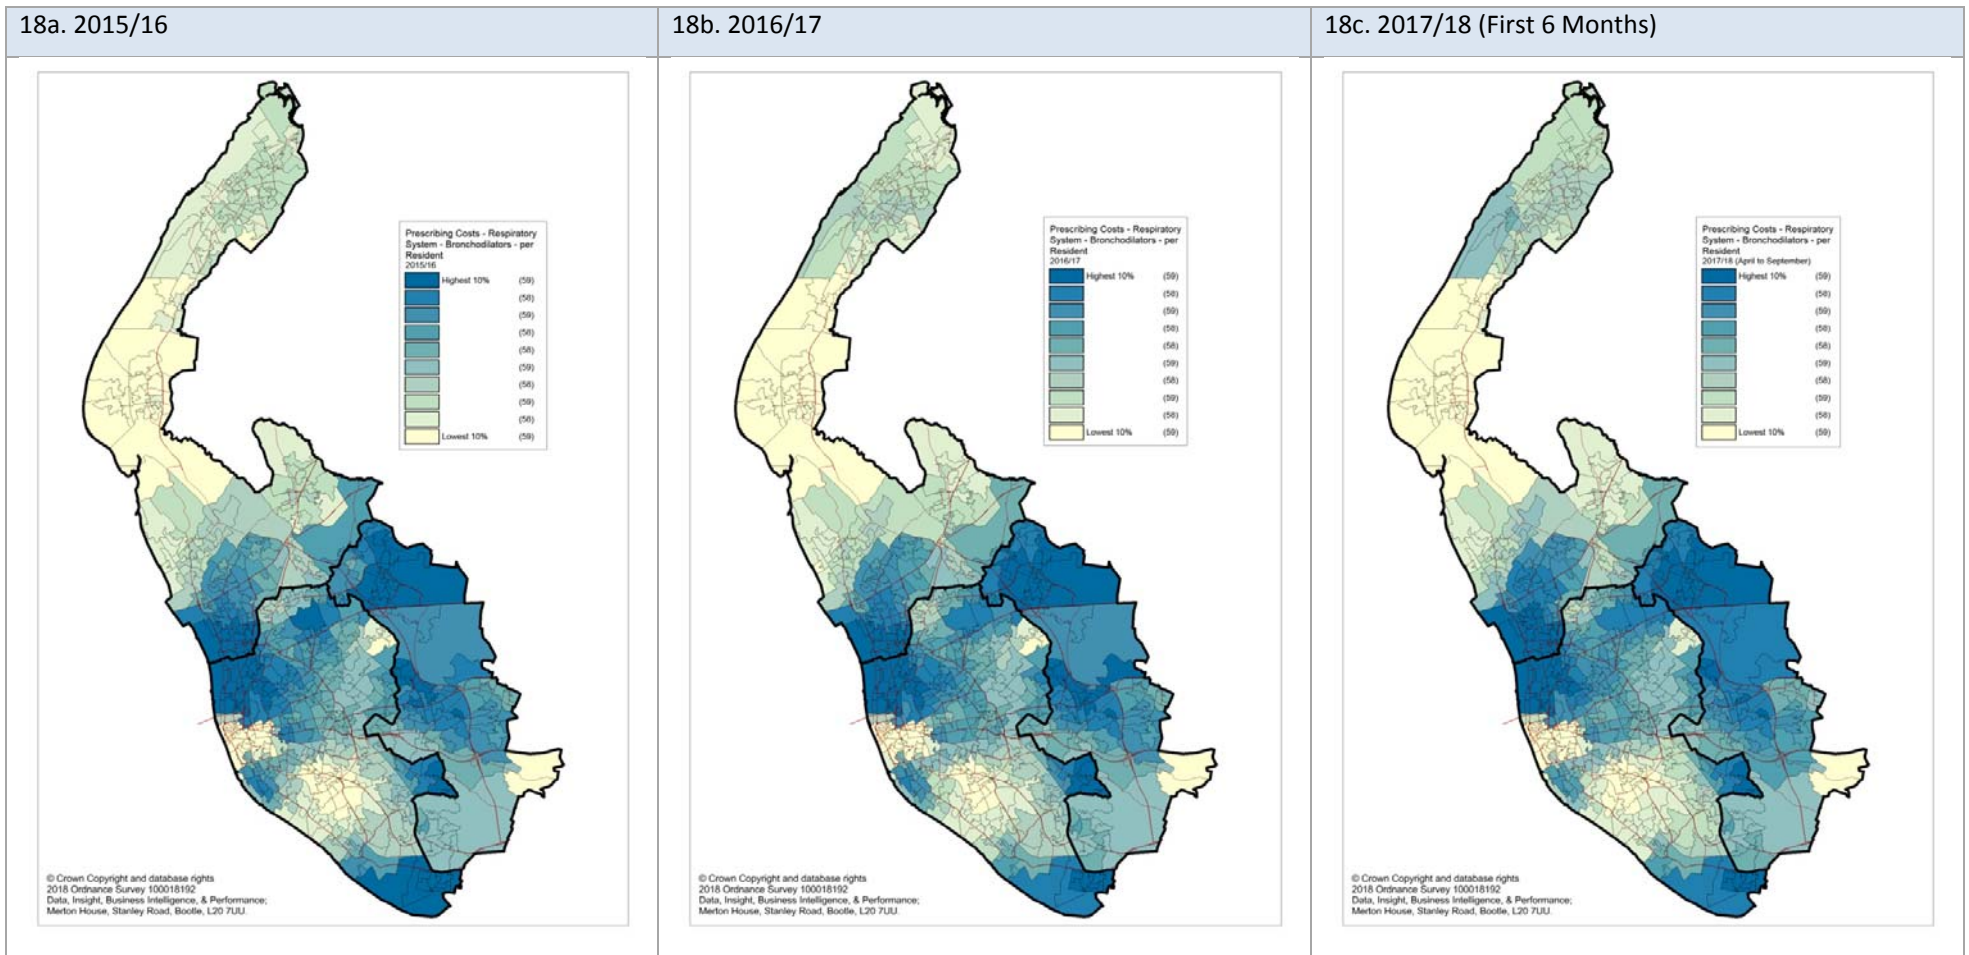 18a. 2015/16
18b. 2016/17
18c. 2017/18 (First 6 Months)
Prescribing Costs - Respiratory
System - Bronchodilators - per
Resident
2015/16
Highest 10% (59)
(58)
(59)
(58)
(58)
(59)
(58)
(59)
(58)
Lowest 10% (59)
© Crown Copyright and database rights
2018 Ordnance Survey 100018192
Data, Insight, Business Intelligence, & Performance;
Merton House, Stanley Road, Bootle, L20 7UU.
Prescribing Costs - Respiratory
System - Bronchodilators - per
Resident
2016/17
Highest 10% (59)
(58)
(59)
(58)
(58)
(59)
(58)
(59)
(58)
Lowest 10% (59)
© Crown Copyright and database rights
2018 Ordnance Survey 100018192
Data, Insight, Business Intelligence, & Performance;
Merton House, Stanley Road, Bootle, L20 7UU.
Prescribing Costs - Respiratory
System - Bronchodilators - per
Resident
2017/18 (April to September)
Highest 10% (59)
(58)
(59)
(58)
(58)
(59)
(58)
(59)
(58)
Lowest 10% (59)
© Crown Copyright and database rights
2018 Ordnance Survey 100018192
Data, Insight, Business Intelligence, & Performance;
Merton House, Stanley Road, Bootle, L20 7UU.